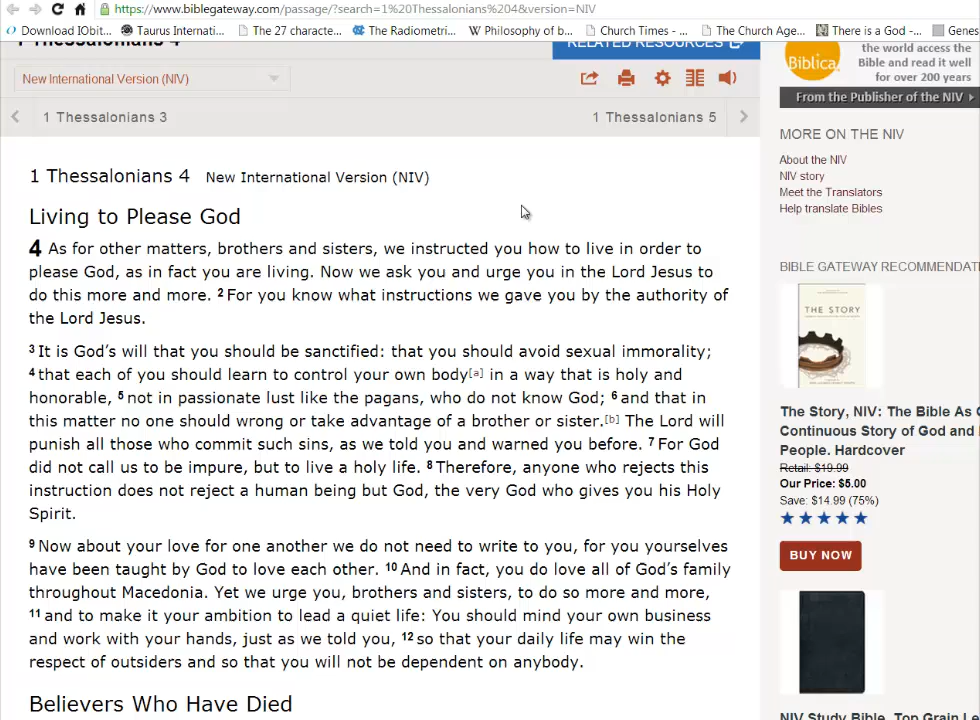 https://www.biblegateway.com/passage/?search=1%20Thessalonians%204&version=NIV
Download IObit... Taurus Internati... The 27 characte... The Radiometri... Philosophy of b... Church Times - C... The Church Age... There is a God -... Genes
1 Thessalonians 4
RELATED RESOURCES
New International Version (NIV)
1 Thessalonians 3
1 Thessalonians 5
1 Thessalonians 4 New International Version (NIV)
Living to Please God
4 As for other matters, brothers and sisters, we instructed you how to live in order to
please God, as in fact you are living. Now we ask you and urge you in the Lord Jesus to
do this more and more. 2 For you know what instructions we gave you by the authority of
the Lord Jesus.
3 It is God's will that you should be sanctified: that you should avoid sexual immorality;
4 that each of you should learn to control your own body[a] in a way that is holy and
honorable, 5 not in passionate lust like the pagans, who do not know God; 6 and that in
this matter no one should wrong or take advantage of a brother or sister.[b] The Lord will
punish all those who commit such sins, as we told you and warned you before. 7 For God
did not call us to be impure, but to live a holy life. 8 Therefore, anyone who rejects this
instruction does not reject a human being but God, the very God who gives you his Holy
Spirit.
9 Now about your love for one another we do not need to write to you, for you yourselves
have been taught by God to love each other. 10 And in fact, you do love all of God's family
throughout Macedonia. Yet we urge you, brothers and sisters, to do so more and more,
11 and to make it your ambition to lead a quiet life: You should mind your own business
and work with your hands, just as we told you, 12 so that your daily life may win the
respect of outsiders and so that you will not be dependent on anybody.
Believers Who Have Died
Biblica
the world access the
Bible and read it well
for over 200 years
From the Publisher of the NIV
MORE ON THE NIV
About the NIV
NIV story
Meet the Translators
Help translate Bibles
BIBLE GATEWAY RECOMMENDAT
THE STORY
The Story, NIV: The Bible As
Continuous Story of God and
People. Hardcover
Retail: $19.99
Our Price: $5.00
Save: $14.99 (75%)
BUY NOW
NIV Study Bible, Top Grain Le